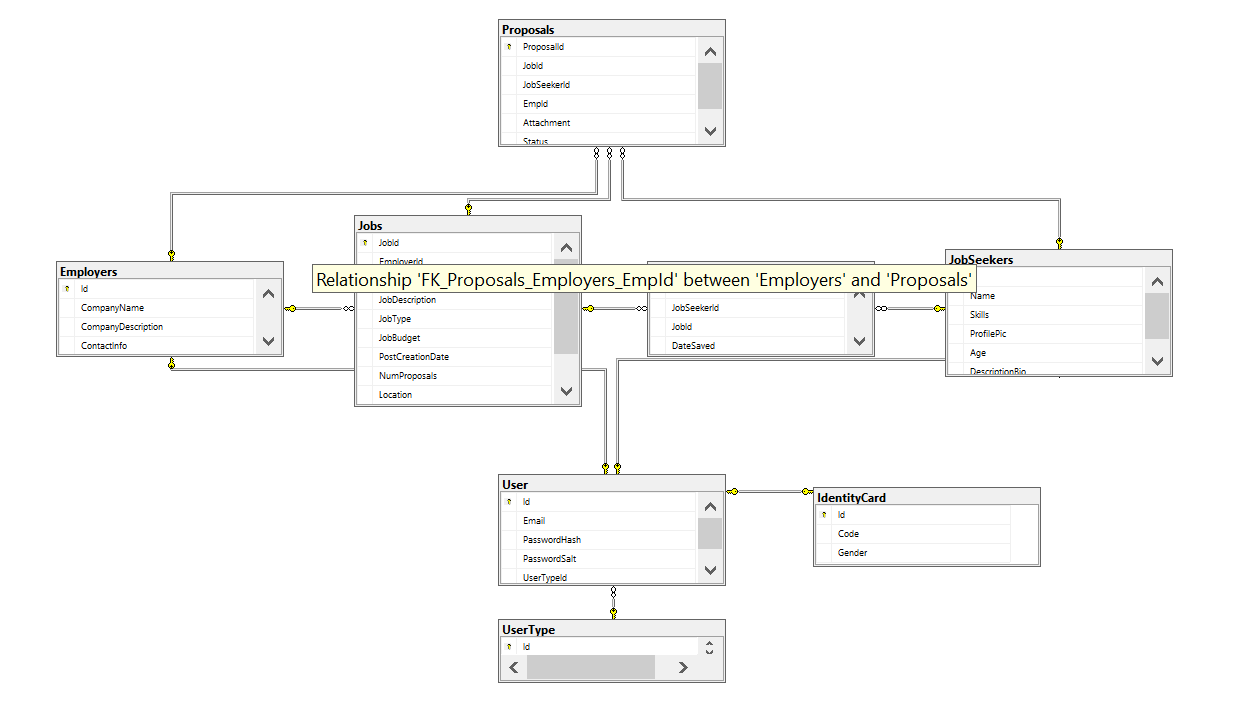 Proposals
ProposalId
JobId
JobSeekerId
EmpId
Attachment
Status
Jobs
JobId
EmployerId
Relationship 'FK_Proposals_Employers_EmpId' between 'Employers' and 'Proposals'
JobDescription
JobType
JobBudget
PostCreationDate
NumProposals
Location
Employers
Id
CompanyName
CompanyDescription
ContactInfo
JobSeekerId
JobId
DateSaved
JobSeekers
Name
Skills
ProfilePic
Age
DescriptionBio
User
Id
Email
PasswordHash
PasswordSalt
UserTypeId
IdentityCard
Id
Code
Gender
UserType
Id